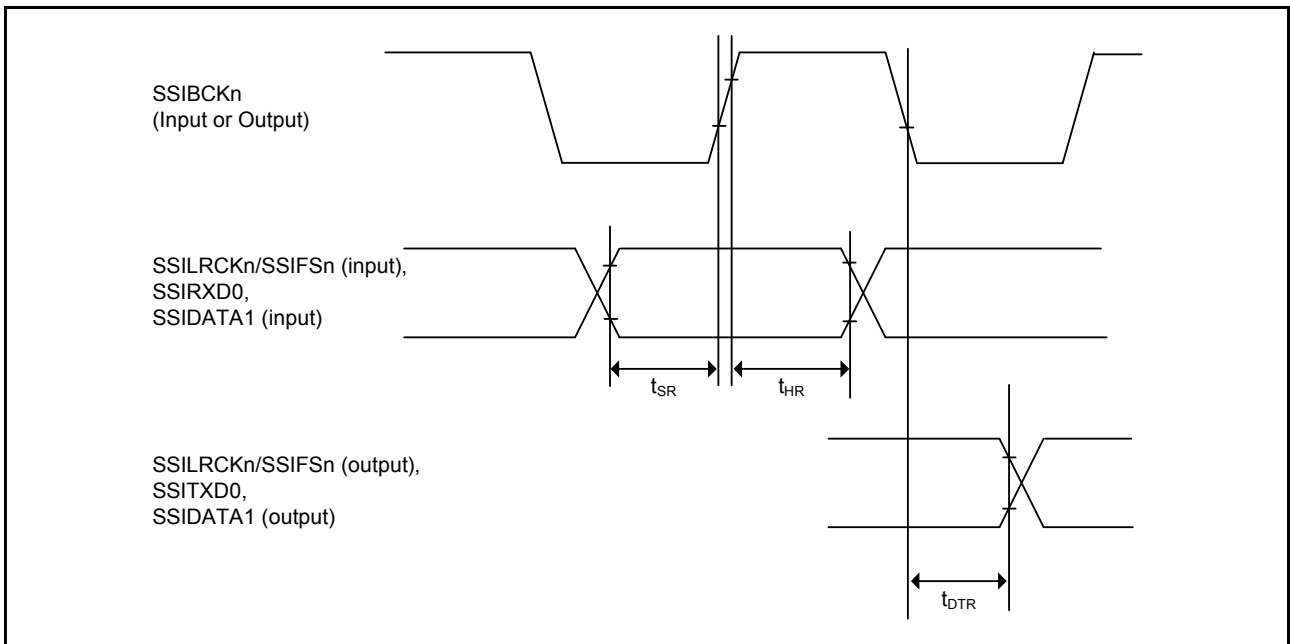 SSIBCKn
(Input or Output)
SSILRCKn/SSIFSn (input),
SSIRXD0,
SSIDATA1 (input)
tSR
tHR
SSILRCKn/SSIFSn (output),
SSITXD0,
SSIDATA1 (output)
tDTR